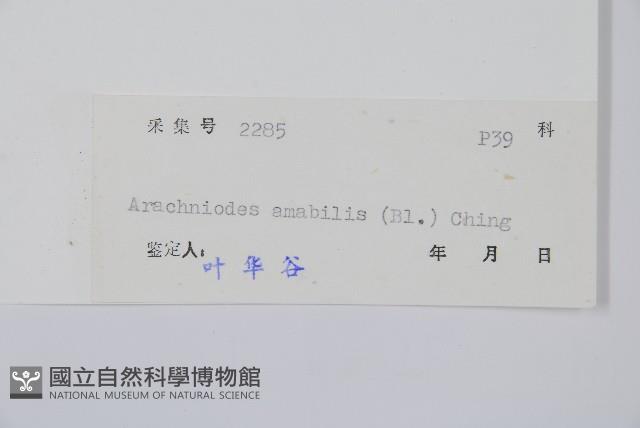 采集号 2285 P39 科
Arachniodes amabilis (Bl.) Ching
鉴定人: 叶华谷 年 月 日
國立自然科學博物館
NATIONAL MUSEUM OF NATURAL SCIENCE